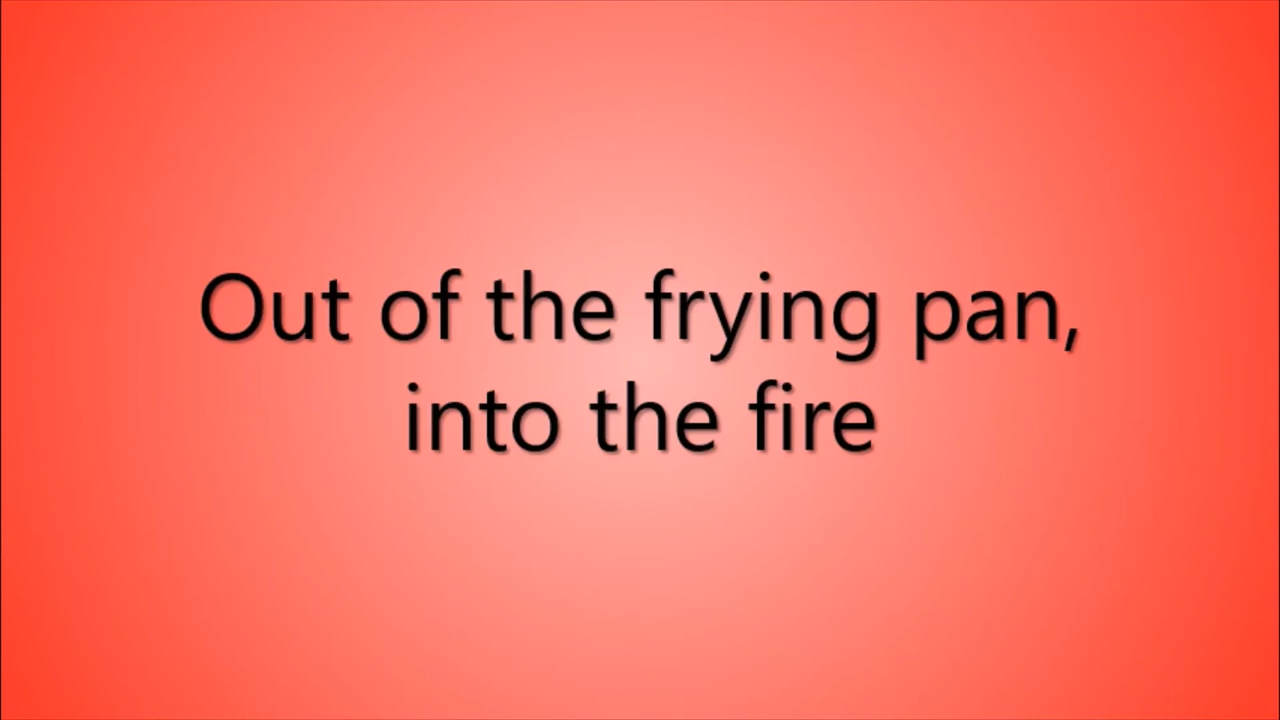 Out of the frying pan,
into the fire